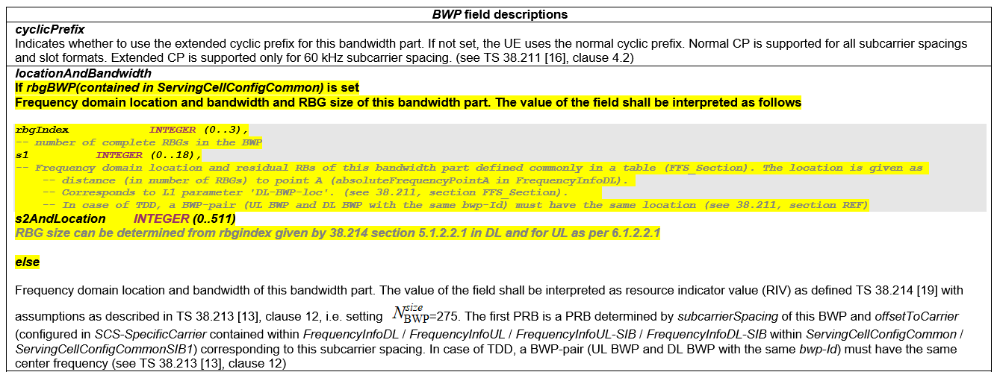 BWP field descriptions
cyclicPrefix
Indicates whether to use the extended cyclic prefix for this bandwidth part. If not set, the UE uses the normal cyclic prefix. Normal CP is supported for all subcarrier spacings
and slot formats. Extended CP is supported only for 60 kHz subcarrier spacing. (see TS 38.211 [16], clause 4.2)
locationAndBandwidth
If rbgBWP(contained in ServingCellConfigCommon) is set
Frequency domain location and bandwidth and RBG size of this bandwidth part. The value of the field shall be interpreted as follows
rbgIndex INTEGER (0..3),
-- number of complete RBGs in the BWP
s1 INTEGER (0..18),
-- Frequency domain location and residual RBs of this bandwidth part defined commonly in a table (FFS_Section). The location is given as
-- distance (in number of RBGs) to point A (absoluteFrequencyPointA in FrequencyInfoDL).
-- Corresponds to L1 parameter 'DL-BWP-loc'. (see 38.211, section FFS_Section).
-- In case of TDD, a BWP-pair (UL BWP and DL BWP with the same bwp-Id) must have the same location (see 38.211, section REF)
s2AndLocation INTEGER (0..511)
RBG size can be determined from rbgindex given by 38.214 section 5.1.2.2.1 in DL and for UL as per 6.1.2.2.1
else
Frequency domain location and bandwidth of this bandwidth part. The value of the field shall be interpreted as resource indicator value (RIV) as defined TS 38.214 [19] with
assumptions as described in TS 38.213 [13], clause 12, i.e. setting N_BWP^size=275. The first PRB is a PRB determined by subcarrierSpacing of this BWP and offsetToCarrier
(configured in SCS-SpecificCarrier contained within FrequencyInfoDL / FrequencyInfoUL / FrequencyInfoUL-SIB / FrequencyInfoDL-SIB within ServingCellConfigCommon /
ServingCellConfigCommonSIB1) corresponding to this subcarrier spacing. In case of TDD, a BWP-pair (UL BWP and DL BWP with the same bwp-Id) must have the same
center frequency (see TS 38.213 [13], clause 12)